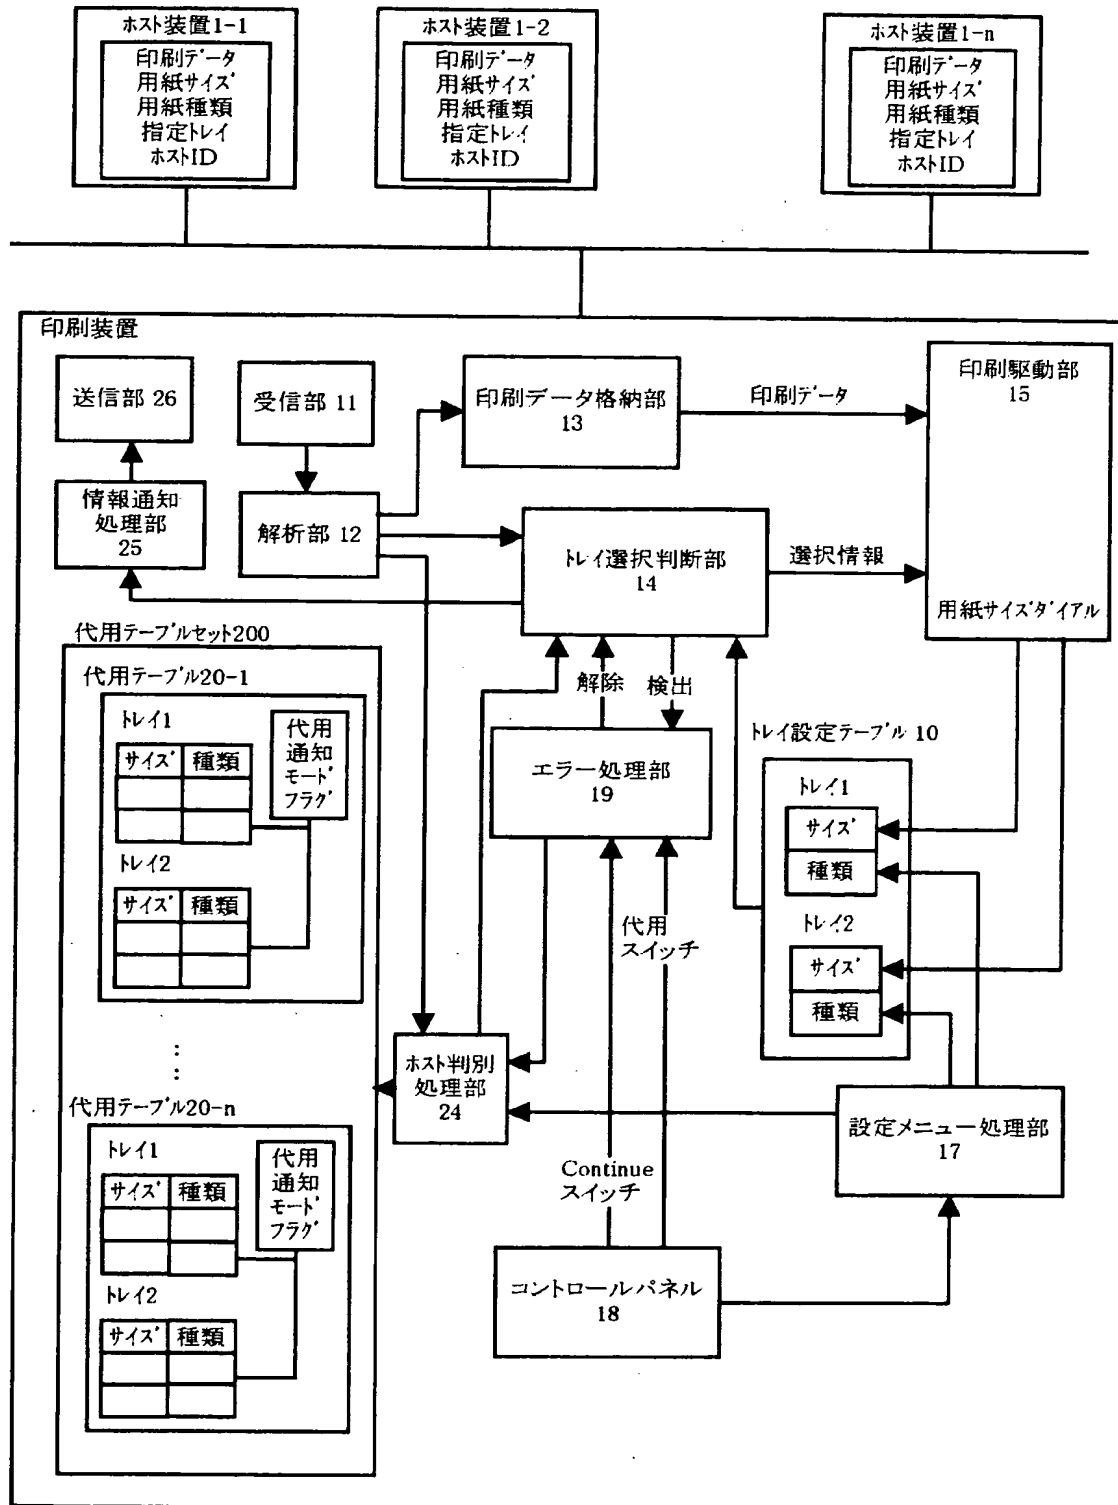 ホスト装置1-1
印刷データ
用紙サイズ
用紙種類
指定トレイ
ホストID
ホスト装置1-2
印刷データ
用紙サイズ
用紙種類
指定トレイ
ホストID
ホスト装置1-n
印刷データ
用紙サイズ
用紙種類
指定トレイ
ホストID
印刷装置
送信部 26
受信部 11
印刷データ格納部
13
印刷データ
印刷駆動部
15
用紙サイズダイアル
情報通知
処理部
25
解析部 12
トレイ選択判断部
14
選択情報
代用テーブルセット200
代用テーブル20-1
トレイ1
サイズ 種類
代用
通知
モード
フラグ
トレイ2
サイズ 種類
⋮
代用テーブル20-n
トレイ1
サイズ 種類
代用
通知
モード
フラグ
トレイ2
サイズ 種類
解除
検出
エラー処理部
19
トレイ設定テーブル 10
トレイ1
サイズ
種類
トレイ2
サイズ
種類
代用
スイッチ
ホスト判別
処理部
24
設定メニュー処理部
17
Continue
スイッチ
コントロールパネル
18